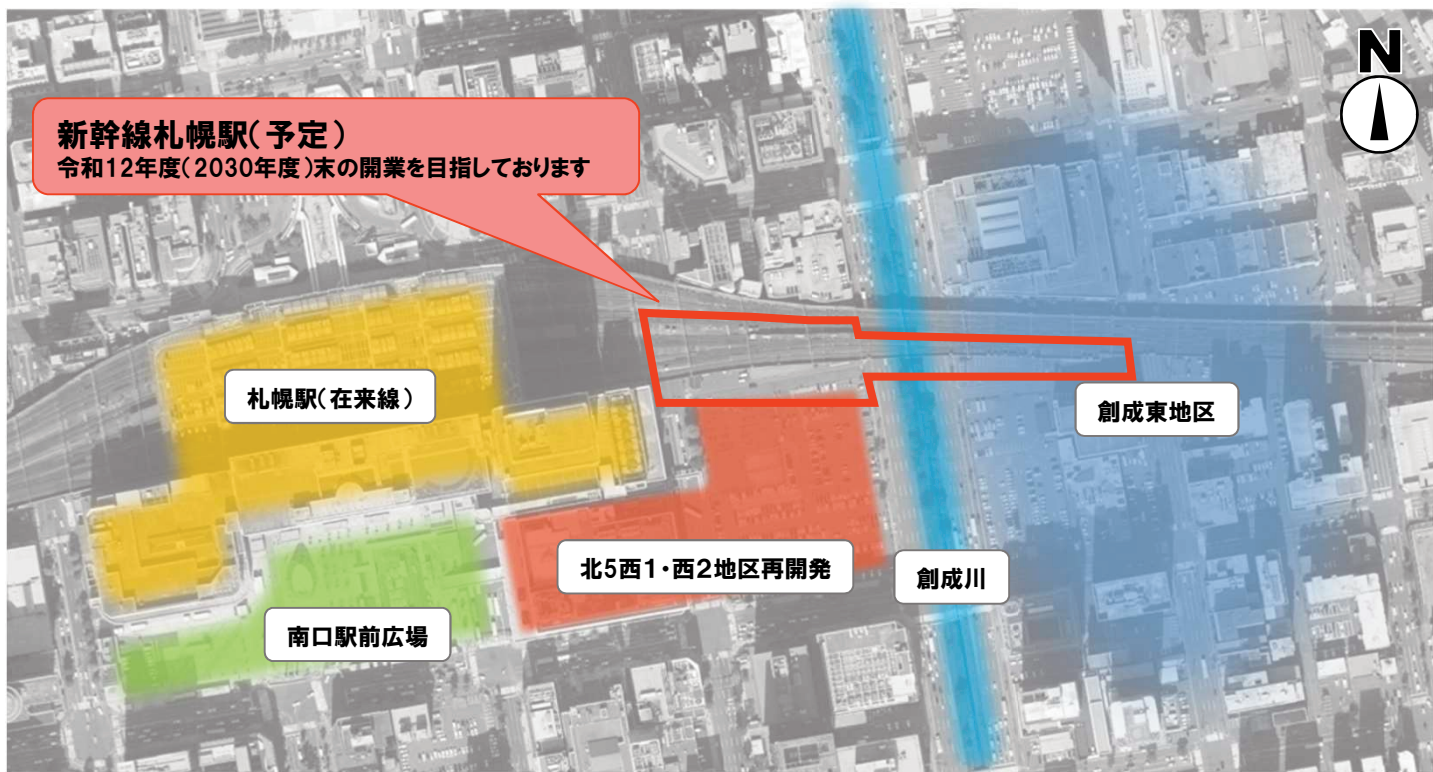 N
新幹線札幌駅(予定)
令和12年度(2030年度)末の開業を目指しております
札幌駅(在来線)
創成東地区
北5西1・西2地区再開発
創成川
南口駅前広場